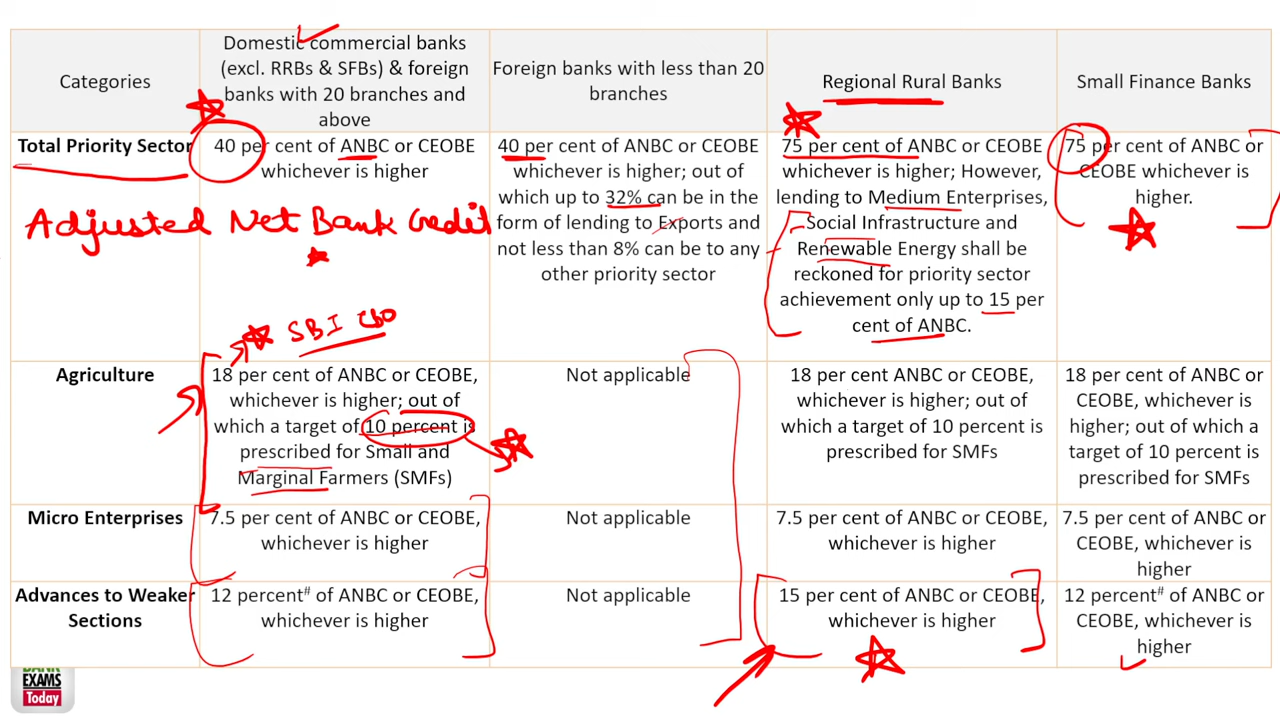 Categories
Domestic commercial banks
(excl. RRBs & SFBs) & foreign
banks with 20 branches and
above
Foreign banks with less than 20
branches
Regional Rural Banks
Small Finance Banks
Total Priority Sector
40 per cent of ANBC or CEOBE
whichever is higher
40 per cent of ANBC or CEOBE
whichever is higher; out of
which up to 32% can be in the
form of lending to Exports and
not less than 8% can be to any
other priority sector
75 per cent of ANBC or CEOBE
whichever is higher; However,
lending to Medium Enterprises,
Social Infrastructure and
Renewable Energy shall be
reckoned for priority sector
achievement only up to 15 per
cent of ANBC.
75 per cent of ANBC or
CEOBE whichever is
higher.
Adjusted Net Bank Credit
SBI CBO
Agriculture
18 per cent of ANBC or CEOBE,
whichever is higher; out of
which a target of 10 percent is
prescribed for Small and
Marginal Farmers (SMFs)
Not applicable
18 per cent ANBC or CEOBE,
whichever is higher; out of
which a target of 10 percent is
prescribed for SMFs
18 per cent of ANBC or
CEOBE, whichever is
higher; out of which a
target of 10 percent is
prescribed for SMFs
Micro Enterprises
7.5 per cent of ANBC or CEOBE,
whichever is higher
Not applicable
7.5 per cent of ANBC or CEOBE,
whichever is higher
7.5 per cent of ANBC or
CEOBE, whichever is
higher
Advances to Weaker
Sections
12 percent# of ANBC or CEOBE,
whichever is higher
Not applicable
15 per cent of ANBC or CEOBE,
whichever is higher
12 percent# of ANBC or
CEOBE, whichever is
higher
BANK
EXAMS
Today